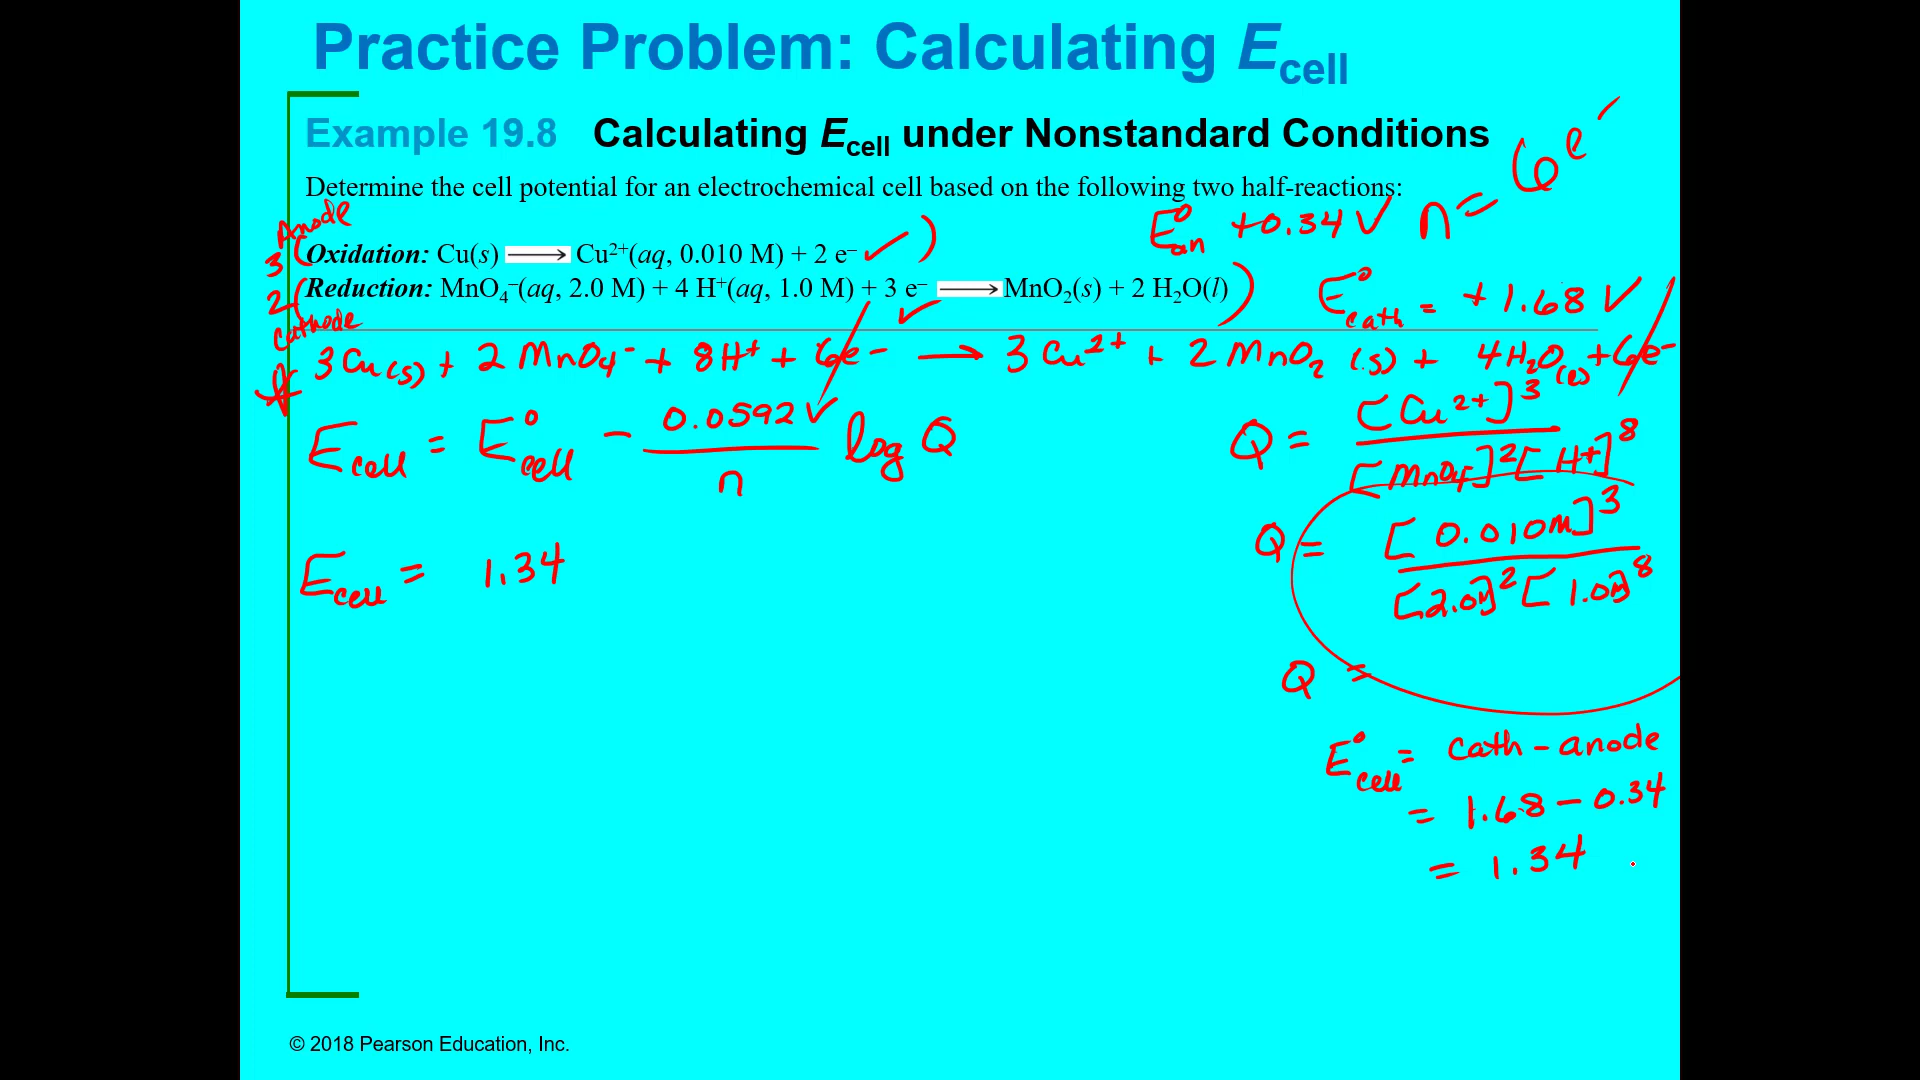 Practice Problem: Calculating Ecell
Example 19.8 Calculating Ecell under Nonstandard Conditions
n = 6e⁻
Determine the cell potential for an electrochemical cell based on the following two half-reactions:
Anode
E°an +0.34 V
3( Oxidation: Cu(s) ⟶ Cu²⁺(aq, 0.010 M) + 2 e⁻ ✓ )
2( Reduction: MnO₄⁻(aq, 2.0 M) + 4 H⁺(aq, 1.0 M) + 3 e⁻ ⟶ MnO₂(s) + 2 H₂O(l) ) ✓
E°cath = +1.68 V
Cathode
3 Cu(s) + 2 MnO₄⁻ + 8H⁺ + 6e⁻ → 3 Cu²⁺ + 2 MnO₂ (s) + 4H₂O(l) + 6e⁻
Ecell = E°cell − 0.0592 V / n log Q
Q = [Cu²⁺]³ / [MnO₄⁻]² [H⁺]⁸
Q = [0.010M]³ / [2.0M]² [1.0M]⁸
Ecell = 1.34
Q =
E°cell = cath − anode
= 1.68 − 0.34
= 1.34
© 2018 Pearson Education, Inc.